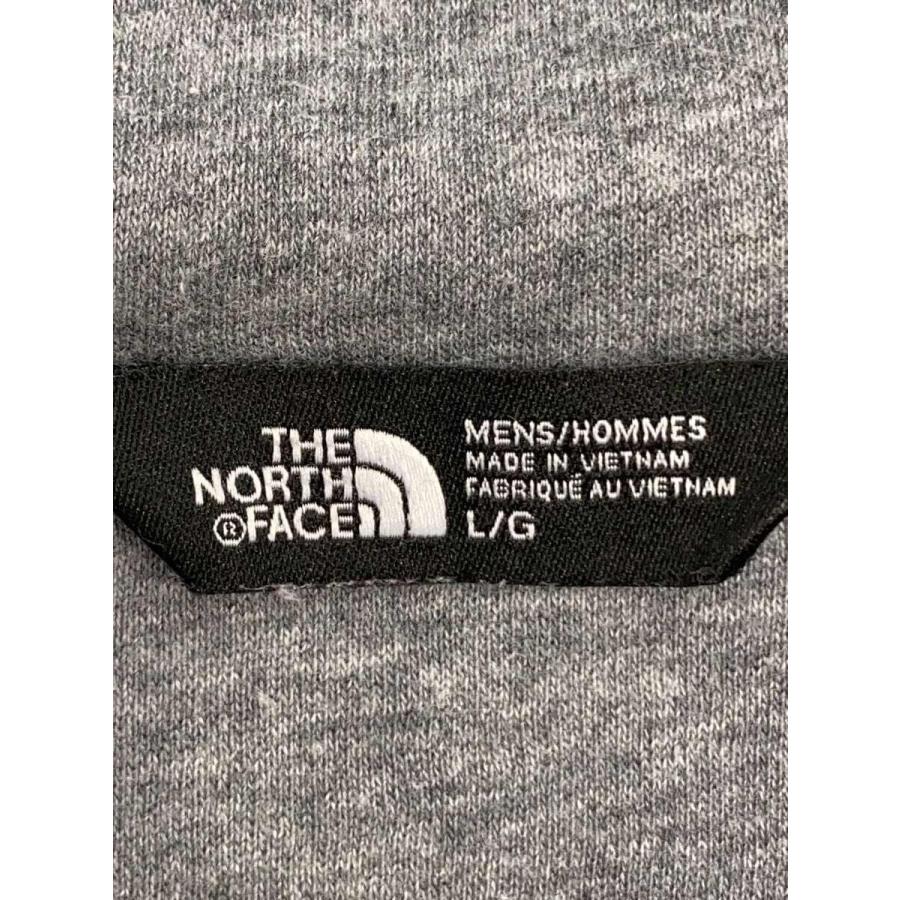 THE
NORTH
®FACE
MENS/HOMMES
MADE IN VIETNAM
FABRIQUÉ AU VIETNAM
L/G